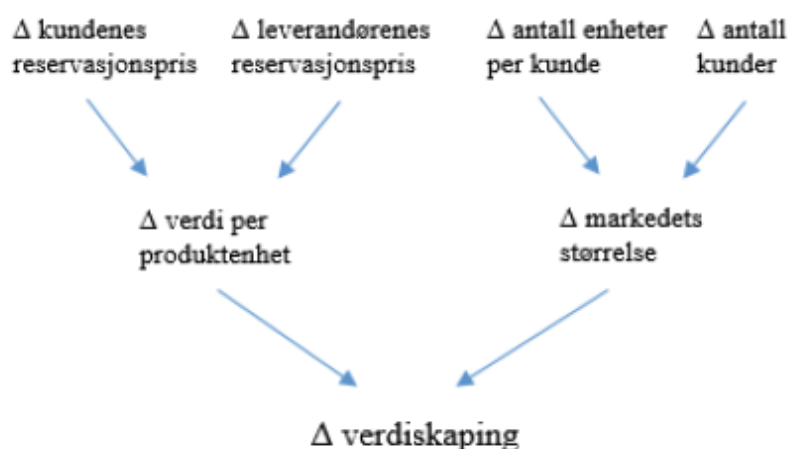 Δ kundenes
reservasjonspris
Δ leverandørenes
reservasjonspris
Δ antall enheter
per kunde
Δ antall
kunder
Δ verdi per
produktenhet
Δ markedets
størrelse
Δ verdiskaping